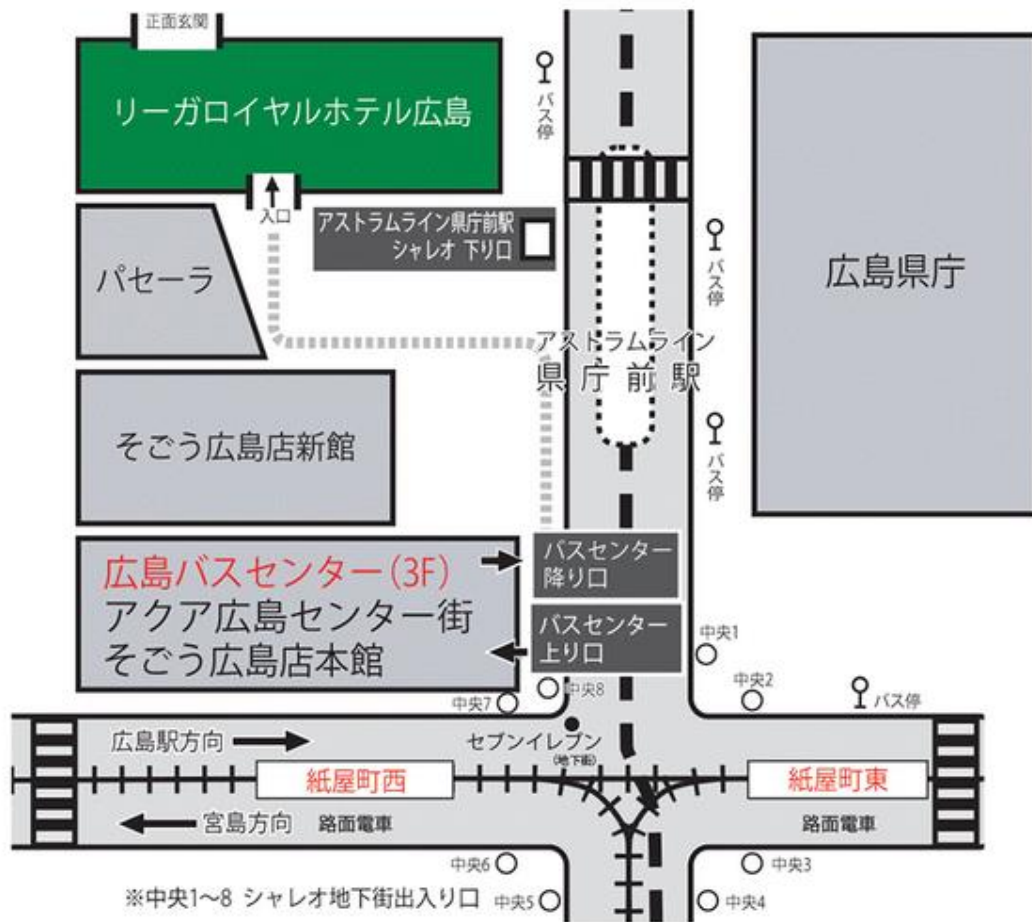 正面玄関
リーガロイヤルホテル広島
入口
バス停
アストラムライン県庁前駅
シャレオ 下り口
パセーラ
バス停
広島県庁
アストラムライン
県庁前駅
そごう広島店新館
バス停
広島バスセンター(3F)
アクア広島センター街
そごう広島店本館
バスセンター
降り口
バスセンター
上り口
中央1
中央2
バス停
中央7
中央8
セブンイレブン
(地下街)
広島駅方向
紙屋町西
紙屋町東
宮島方向
路面電車
路面電車
中央6
中央3
※中央1~8 シャレオ地下街出入り口
中央5
中央4